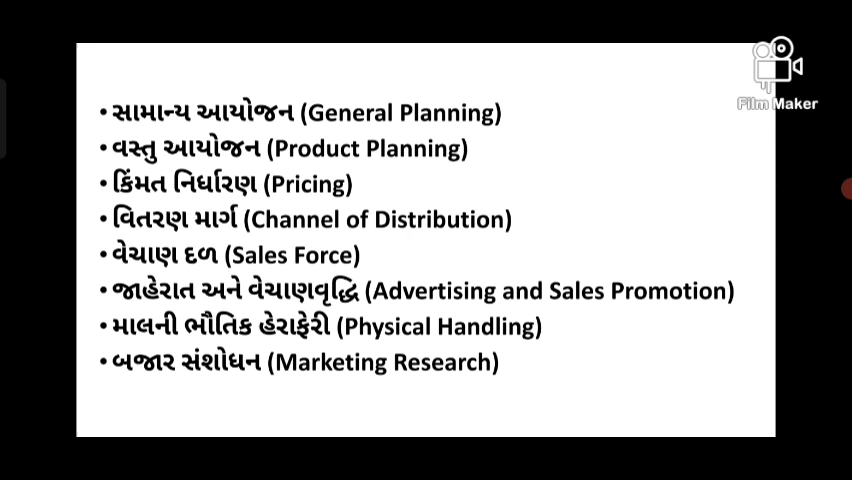 • સામાન્ય આયોજન (General Planning)
• વસ્તુ આયોજન (Product Planning)
• કિંમત નિર્ધારણ (Pricing)
• વિતરણ માર્ગ (Channel of Distribution)
• વેચાણ દળ (Sales Force)
• જાહેરાત અને વેચાણવૃદ્ધિ (Advertising and Sales Promotion)
• માલની ભૌતિક હેરાફેરી (Physical Handling)
• બજાર સંશોધન (Marketing Research)
Film Maker